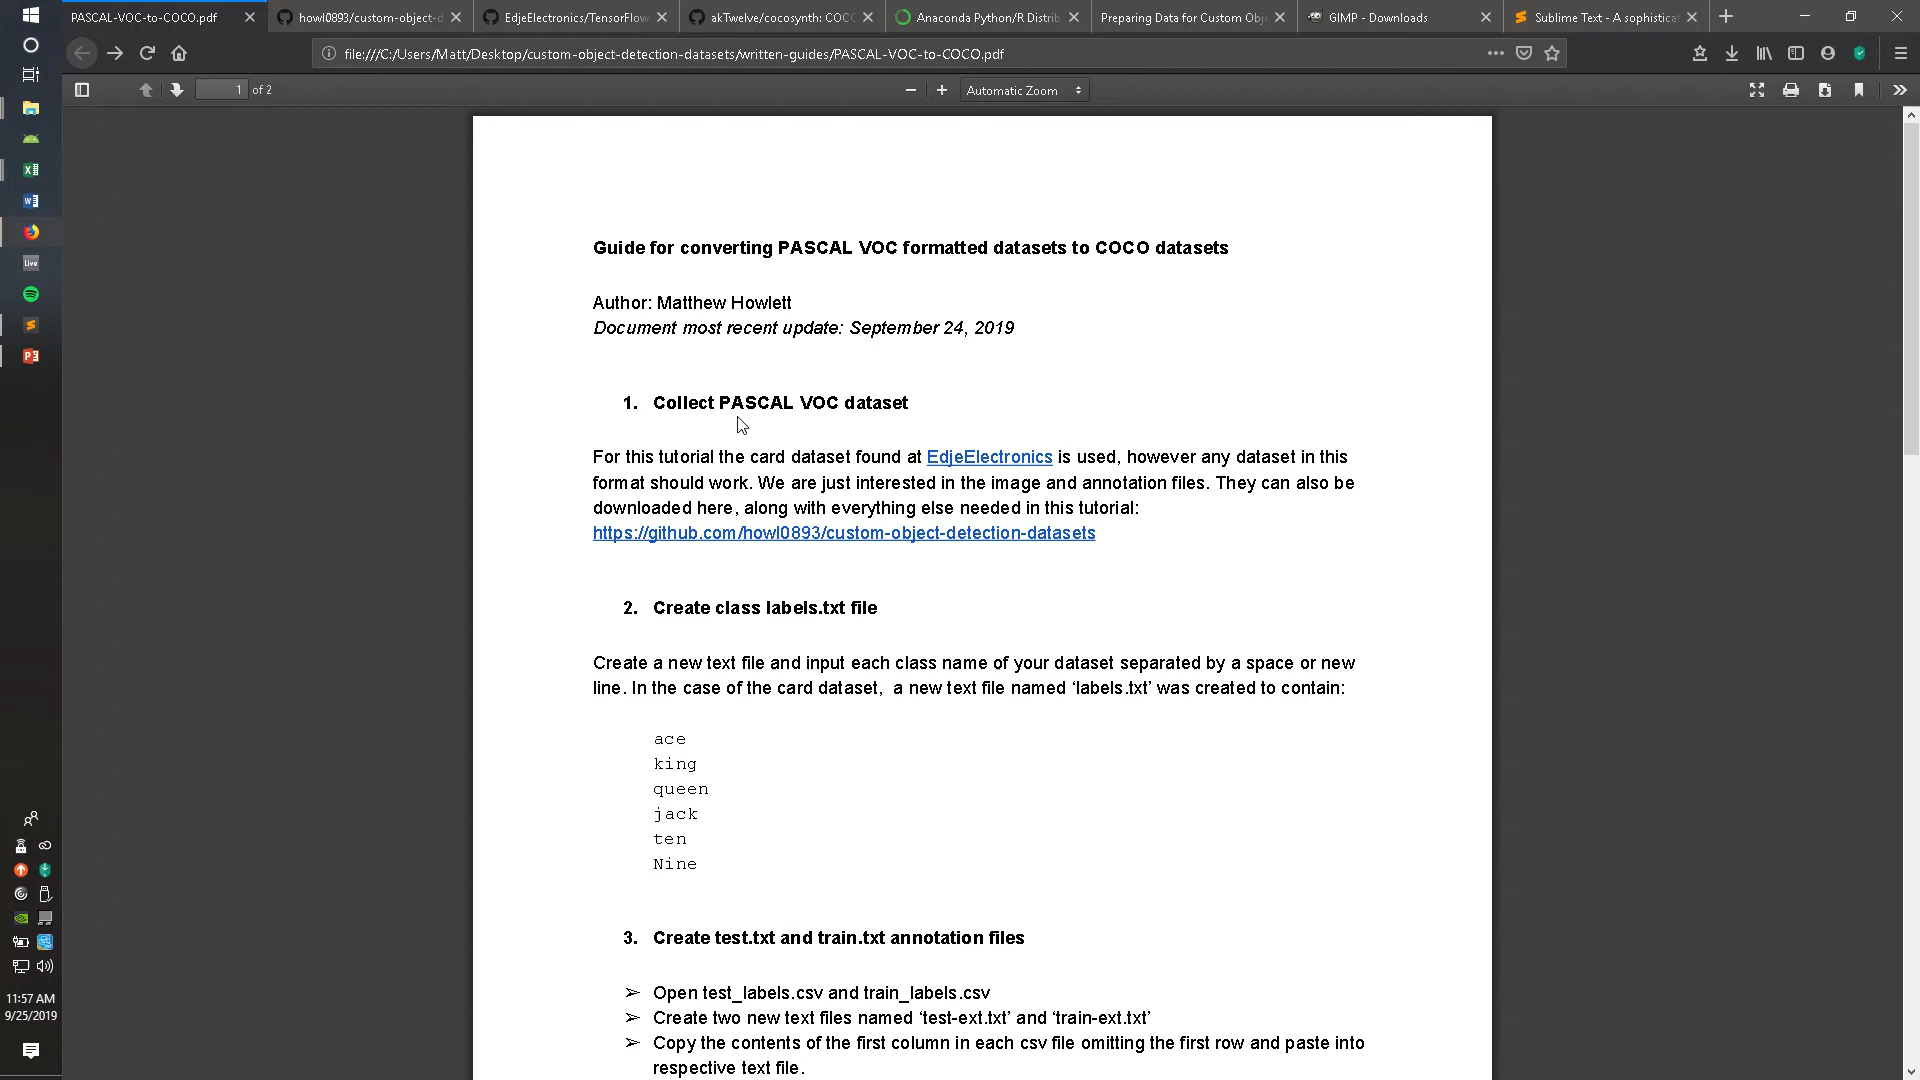 PASCAL-VOC-to-COCO.pdf
howl0893/custom-object-d
EdjeElectronics/TensorFlow
akTwelve/cocosynth: COCO
Anaconda Python/R Distrib
Preparing Data for Custom Obj
GIMP - Downloads
Sublime Text - A sophistica
file:///C:/Users/Matt/Desktop/custom-object-detection-datasets/written-guides/PASCAL-VOC-to-COCO.pdf
1 of 2
Automatic Zoom
Live
Guide for converting PASCAL VOC formatted datasets to COCO datasets
Author: Matthew Howlett
Document most recent update: September 24, 2019
1. Collect PASCAL VOC dataset
For this tutorial the card dataset found at EdjeElectronics is used, however any dataset in this
format should work. We are just interested in the image and annotation files. They can also be
downloaded here, along with everything else needed in this tutorial:
https://github.com/howl0893/custom-object-detection-datasets
2. Create class labels.txt file
Create a new text file and input each class name of your dataset separated by a space or new
line. In the case of the card dataset,  a new text file named ‘labels.txt’ was created to contain:
ace
king
queen
jack
ten
Nine
3. Create test.txt and train.txt annotation files
➢ Open test_labels.csv and train_labels.csv
➢ Create two new text files named ‘test-ext.txt’ and ‘train-ext.txt’
➢ Copy the contents of the first column in each csv file omitting the first row and paste into
respective text file.
11:57 AM
9/25/2019